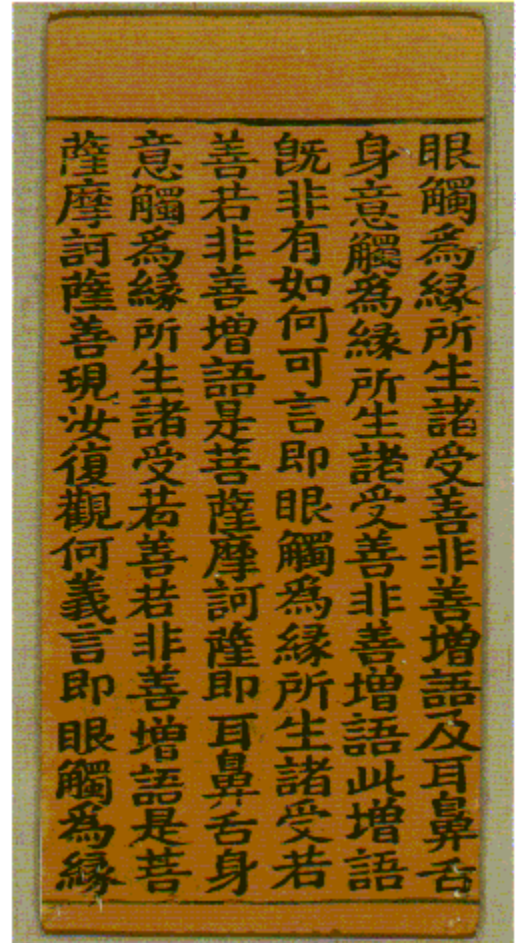 眼觸為緣所生諸受善非善増語及耳鼻舌
身意觸為緣所生諸受善非善増語此増語
既非有如何可言即眼觸為緣所生諸受若
善若非善増語是菩薩摩訶薩即耳鼻舌身
意觸為緣所生諸受若善若非善増語是菩
薩摩訶薩善現汝復觀何義言即眼觸為緣